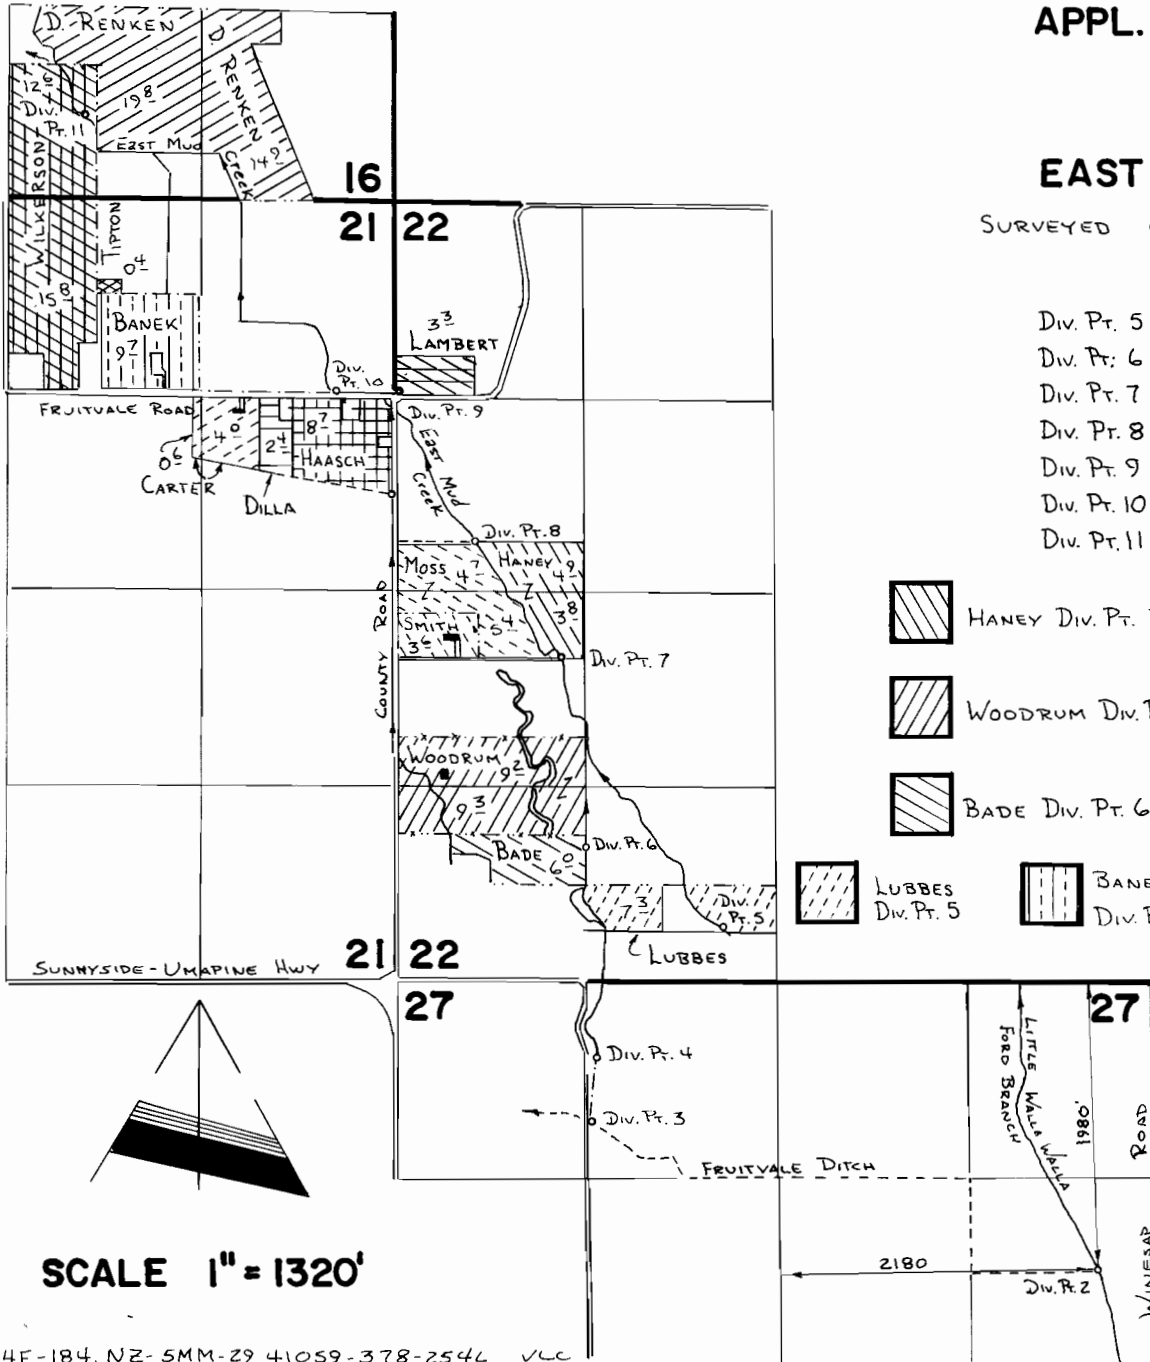 APPL.
EAST
SURVEYED
D. RENKEN
D. RENKEN
12 6
DIV. PT. 11
19 8
14 9
EAST MUD Creek
16
21 22
WILKERSON
TIPTON
0 4
15 8
BANEK
9 7
3 3
LAMBERT
DIV. PT. 10
DIV. PT. 9
FRUITVALE ROAD
4 0
2 4
8 7
HAASCH
0 6
CARTER
DILLA
EAST MUD Creek
DIV. PT. 8
MOSS
4 7
HANEY
4 9
3 8
SMITH
3 6
5 4
DIV. PT. 7
COUNTY ROAD
WOODRUM
9 2
9 3
BADE
6 0
DIV. PT. 6
7 3
DIV. PT. 5
LUBBES
SUNNYSIDE - UMAPINE HWY
21 22
27
27
DIV. PT. 4
DIV. PT. 3
FRUITVALE DITCH
LITTLE WALLA WALLA
FORD BRANCH
1980'
ROAD
WINESAP
2180
DIV. PT. 2
DIV. PT. 5
DIV. PT. 6
DIV. PT. 7
DIV. PT. 8
DIV. PT. 9
DIV. PT. 10
DIV. PT. 11
HANEY DIV. PT.
WOODRUM DIV. P
BADE DIV. PT. 6
LUBBES
DIV. PT. 5
BANE
DIV. P
SCALE 1" = 1320'
4F-184. NZ-5MM-29 41059-378-254L VLC